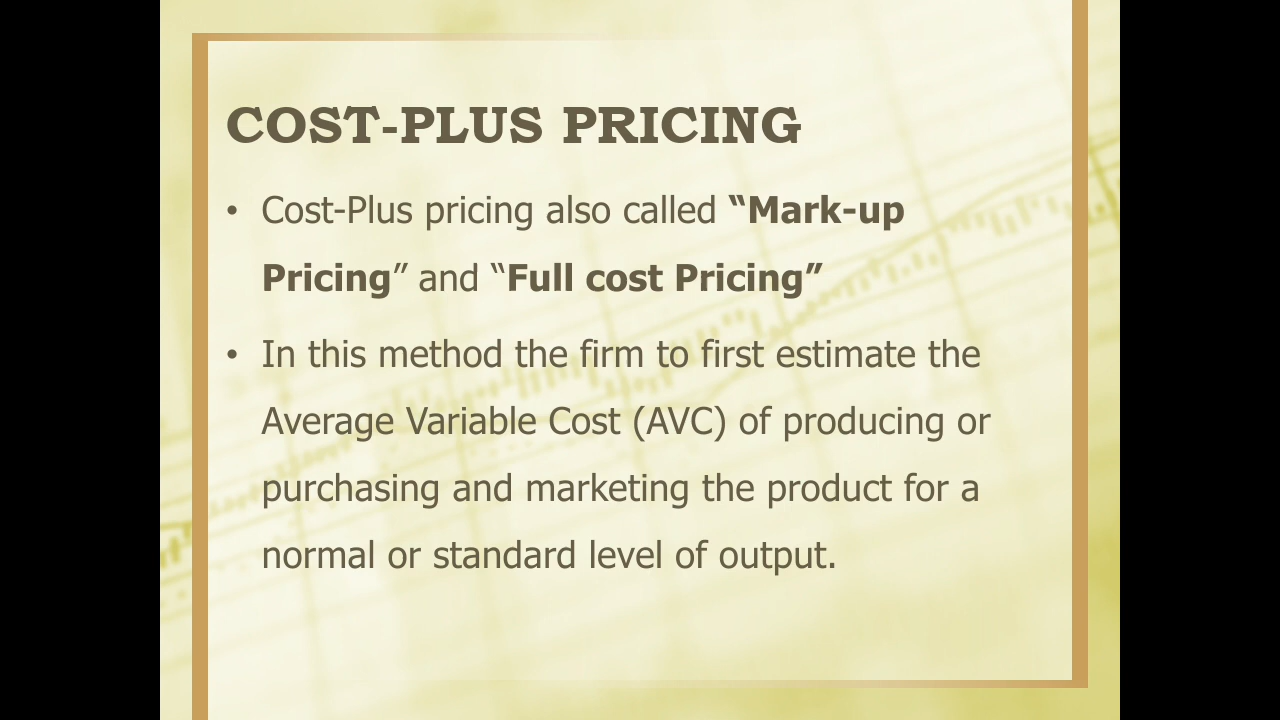 COST-PLUS PRICING
• Cost-Plus pricing also called “Mark-up
Pricing” and “Full cost Pricing”
• In this method the firm to first estimate the
Average Variable Cost (AVC) of producing or
purchasing and marketing the product for a
normal or standard level of output.